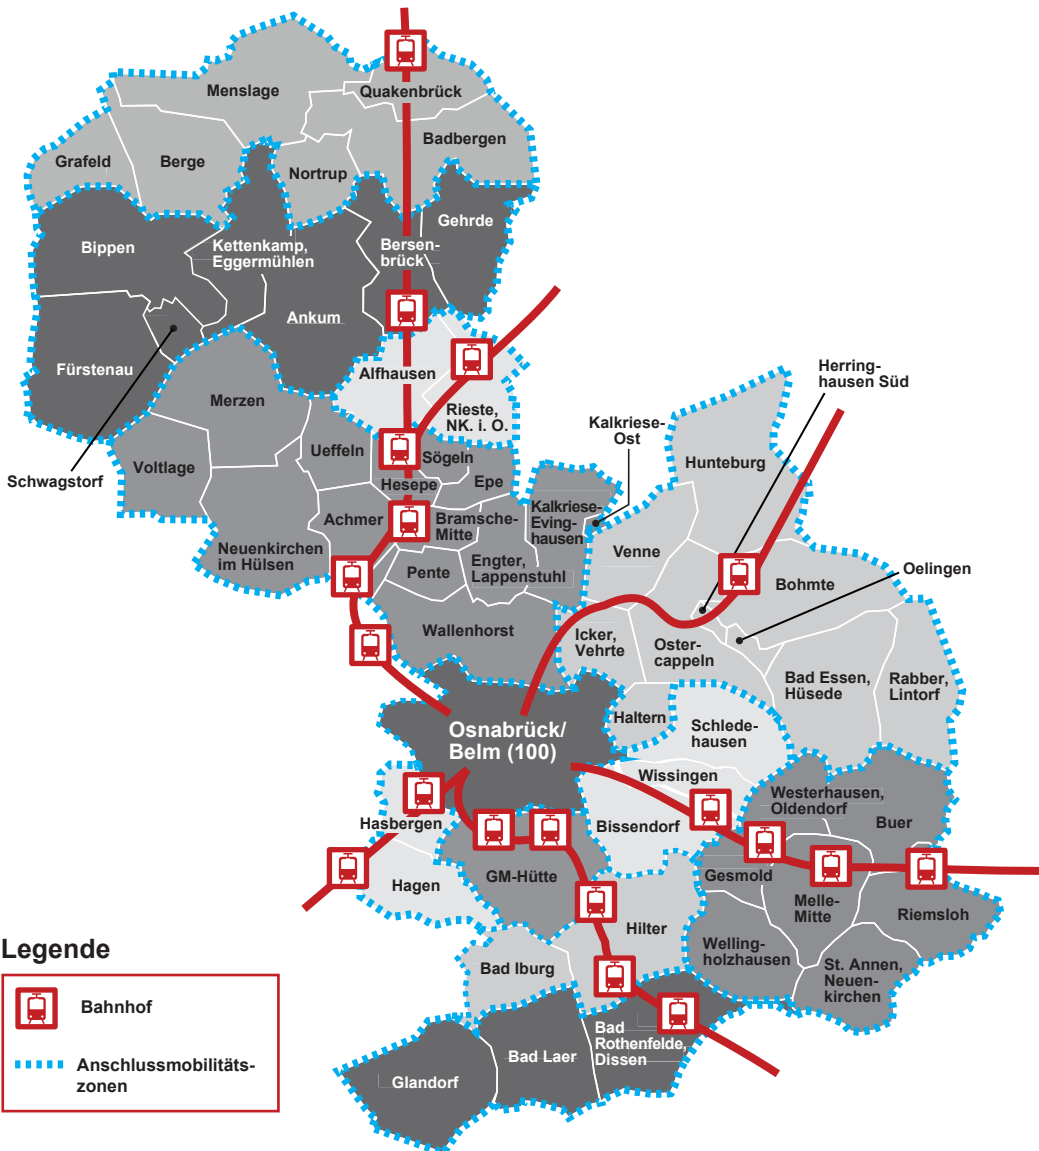 Menslage
Quakenbrück
Badbergen
Grafeld
Berge
Nortrup
Gehrde
Bippen
Kettenkamp,
Eggermühlen
Bersen-
brück
Ankum
Fürstenau
Alfhausen
Herring-
hausen Süd
Merzen
Rieste,
NK. i. O.
Kalkriese-
Ost
Ueffeln
Sögeln
Hunteburg
Voltlage
Schwagstorf
Hesepe
Epe
Achmer
Bramsche-
Mitte
Kalkriese-
Eving-
hausen
Neuenkirchen
im Hülsen
Engter,
Lappenstuhl
Venne
Pente
Bohmte
Oelingen
Wallenhorst
Icker,
Vehrte
Oster-
cappeln
Bad Essen,
Hüsede
Rabber,
Lintorf
Haltern
Osnabrück/
Belm (100)
Schlede-
hausen
Wissingen
Westerhausen,
Oldendorf
Hasbergen
Bissendorf
Buer
Hagen
GM-Hütte
Gesmold
Melle-
Mitte
Riemsloh
Hilter
Welling-
holzhausen
Bad Iburg
St. Annen,
Neuen-
kirchen
Bad
Rothenfelde,
Dissen
Bad Laer
Glandorf
Legende
Bahnhof
Anschlussmobilitäts-
zonen